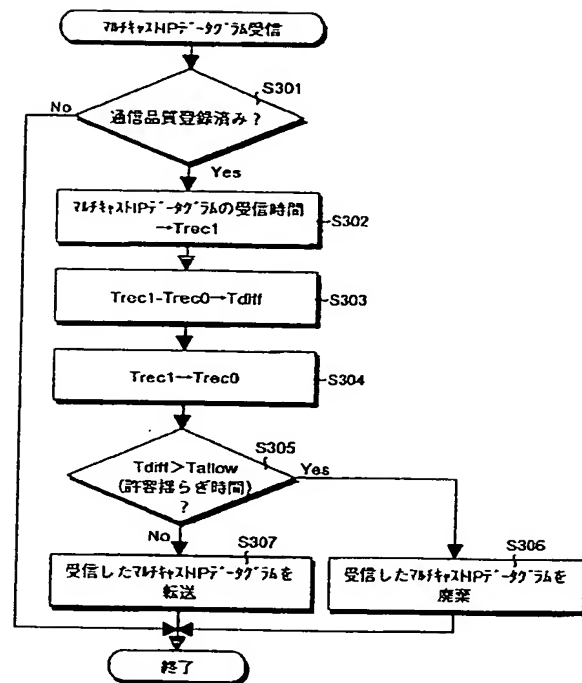 マルチキャストIPデータグラム受信
S301
No
通信品質登録済み？
Yes
マルチキャストIPデータグラムの受信時間
→Trec1
S302
Trec1-Trec0→Tdiff
S303
Trec1→Trec0
S304
S305
Tdiff>Tallow
(許容揺らぎ時間)
?
Yes
No
S307
S306
受信したマルチキャストIPデータグラムを
転送
受信したマルチキャストIPデータグラムを
廃棄
終了